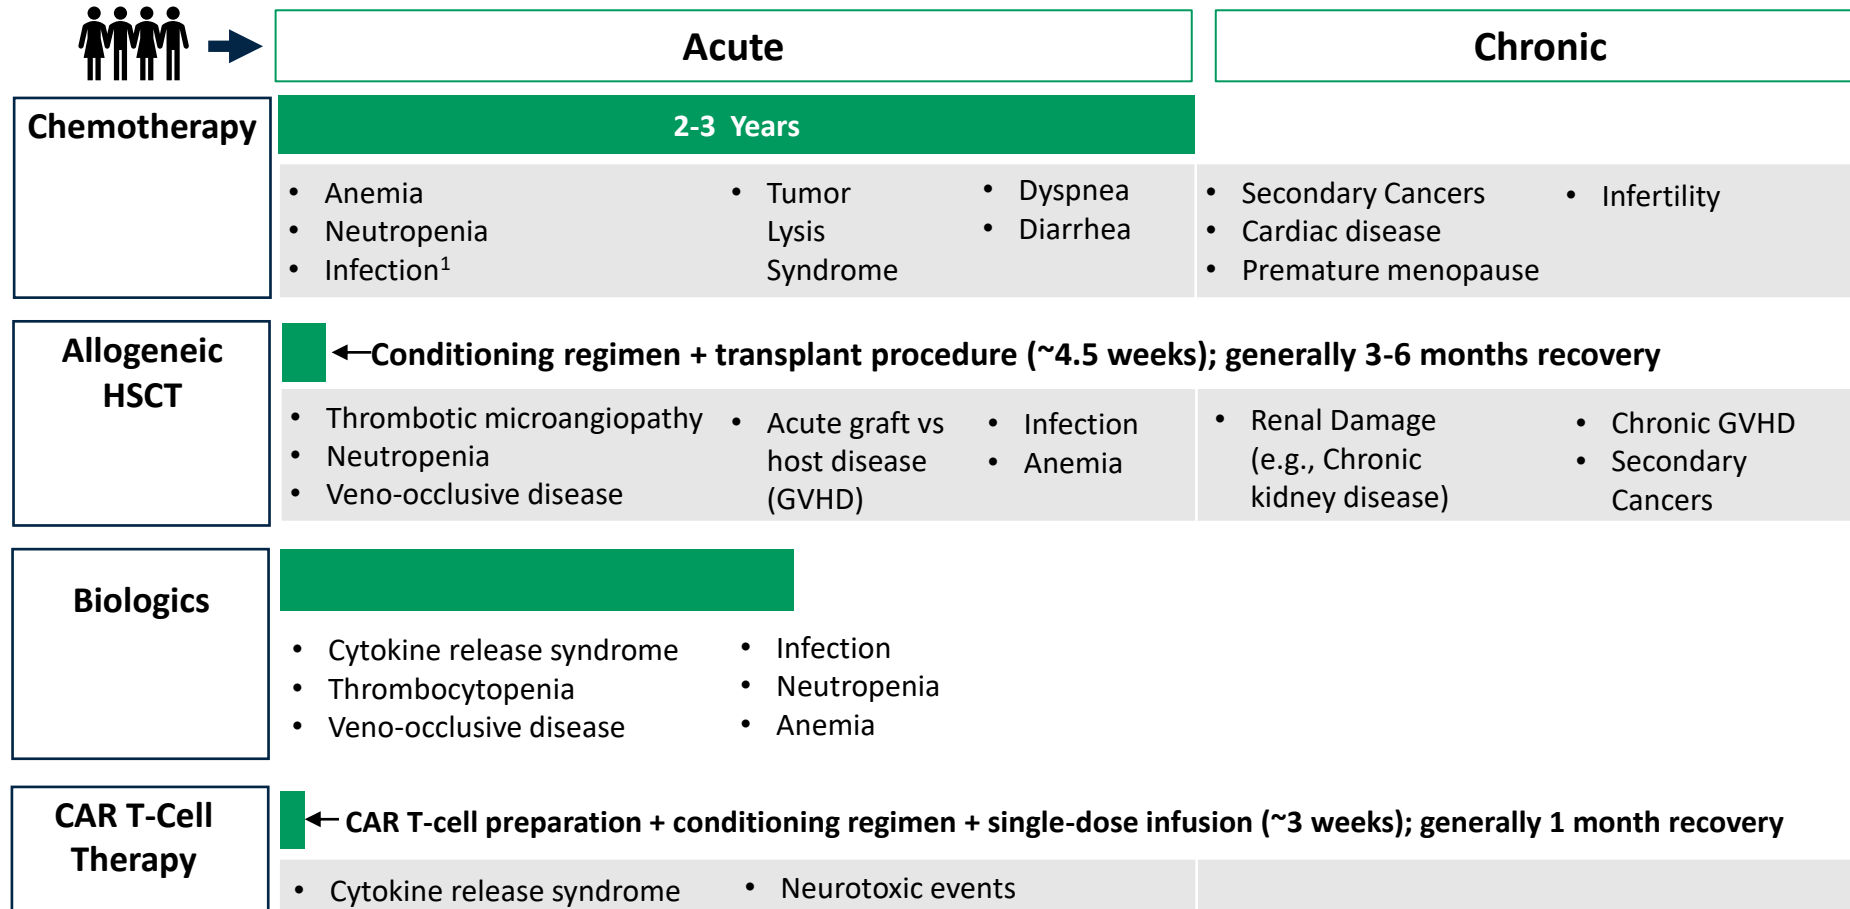 Acute
Chronic
Chemotherapy
2-3 Years
• Anemia
• Neutropenia
• Infection1
• Tumor
Lysis
Syndrome
• Dyspnea
• Diarrhea
• Secondary Cancers
• Cardiac disease
• Premature menopause
• Infertility
Allogeneic
HSCT
Conditioning regimen + transplant procedure (~4.5 weeks); generally 3-6 months recovery
• Thrombotic microangiopathy
• Neutropenia
• Veno-occlusive disease
• Acute graft vs
host disease
(GVHD)
• Infection
• Anemia
• Renal Damage
(e.g., Chronic
kidney disease)
• Chronic GVHD
• Secondary
Cancers
Biologics
• Cytokine release syndrome
• Thrombocytopenia
• Veno-occlusive disease
• Infection
• Neutropenia
• Anemia
CAR T-Cell
Therapy
CAR T-cell preparation + conditioning regimen + single-dose infusion (~3 weeks); generally 1 month recovery
• Cytokine release syndrome
• Neurotoxic events